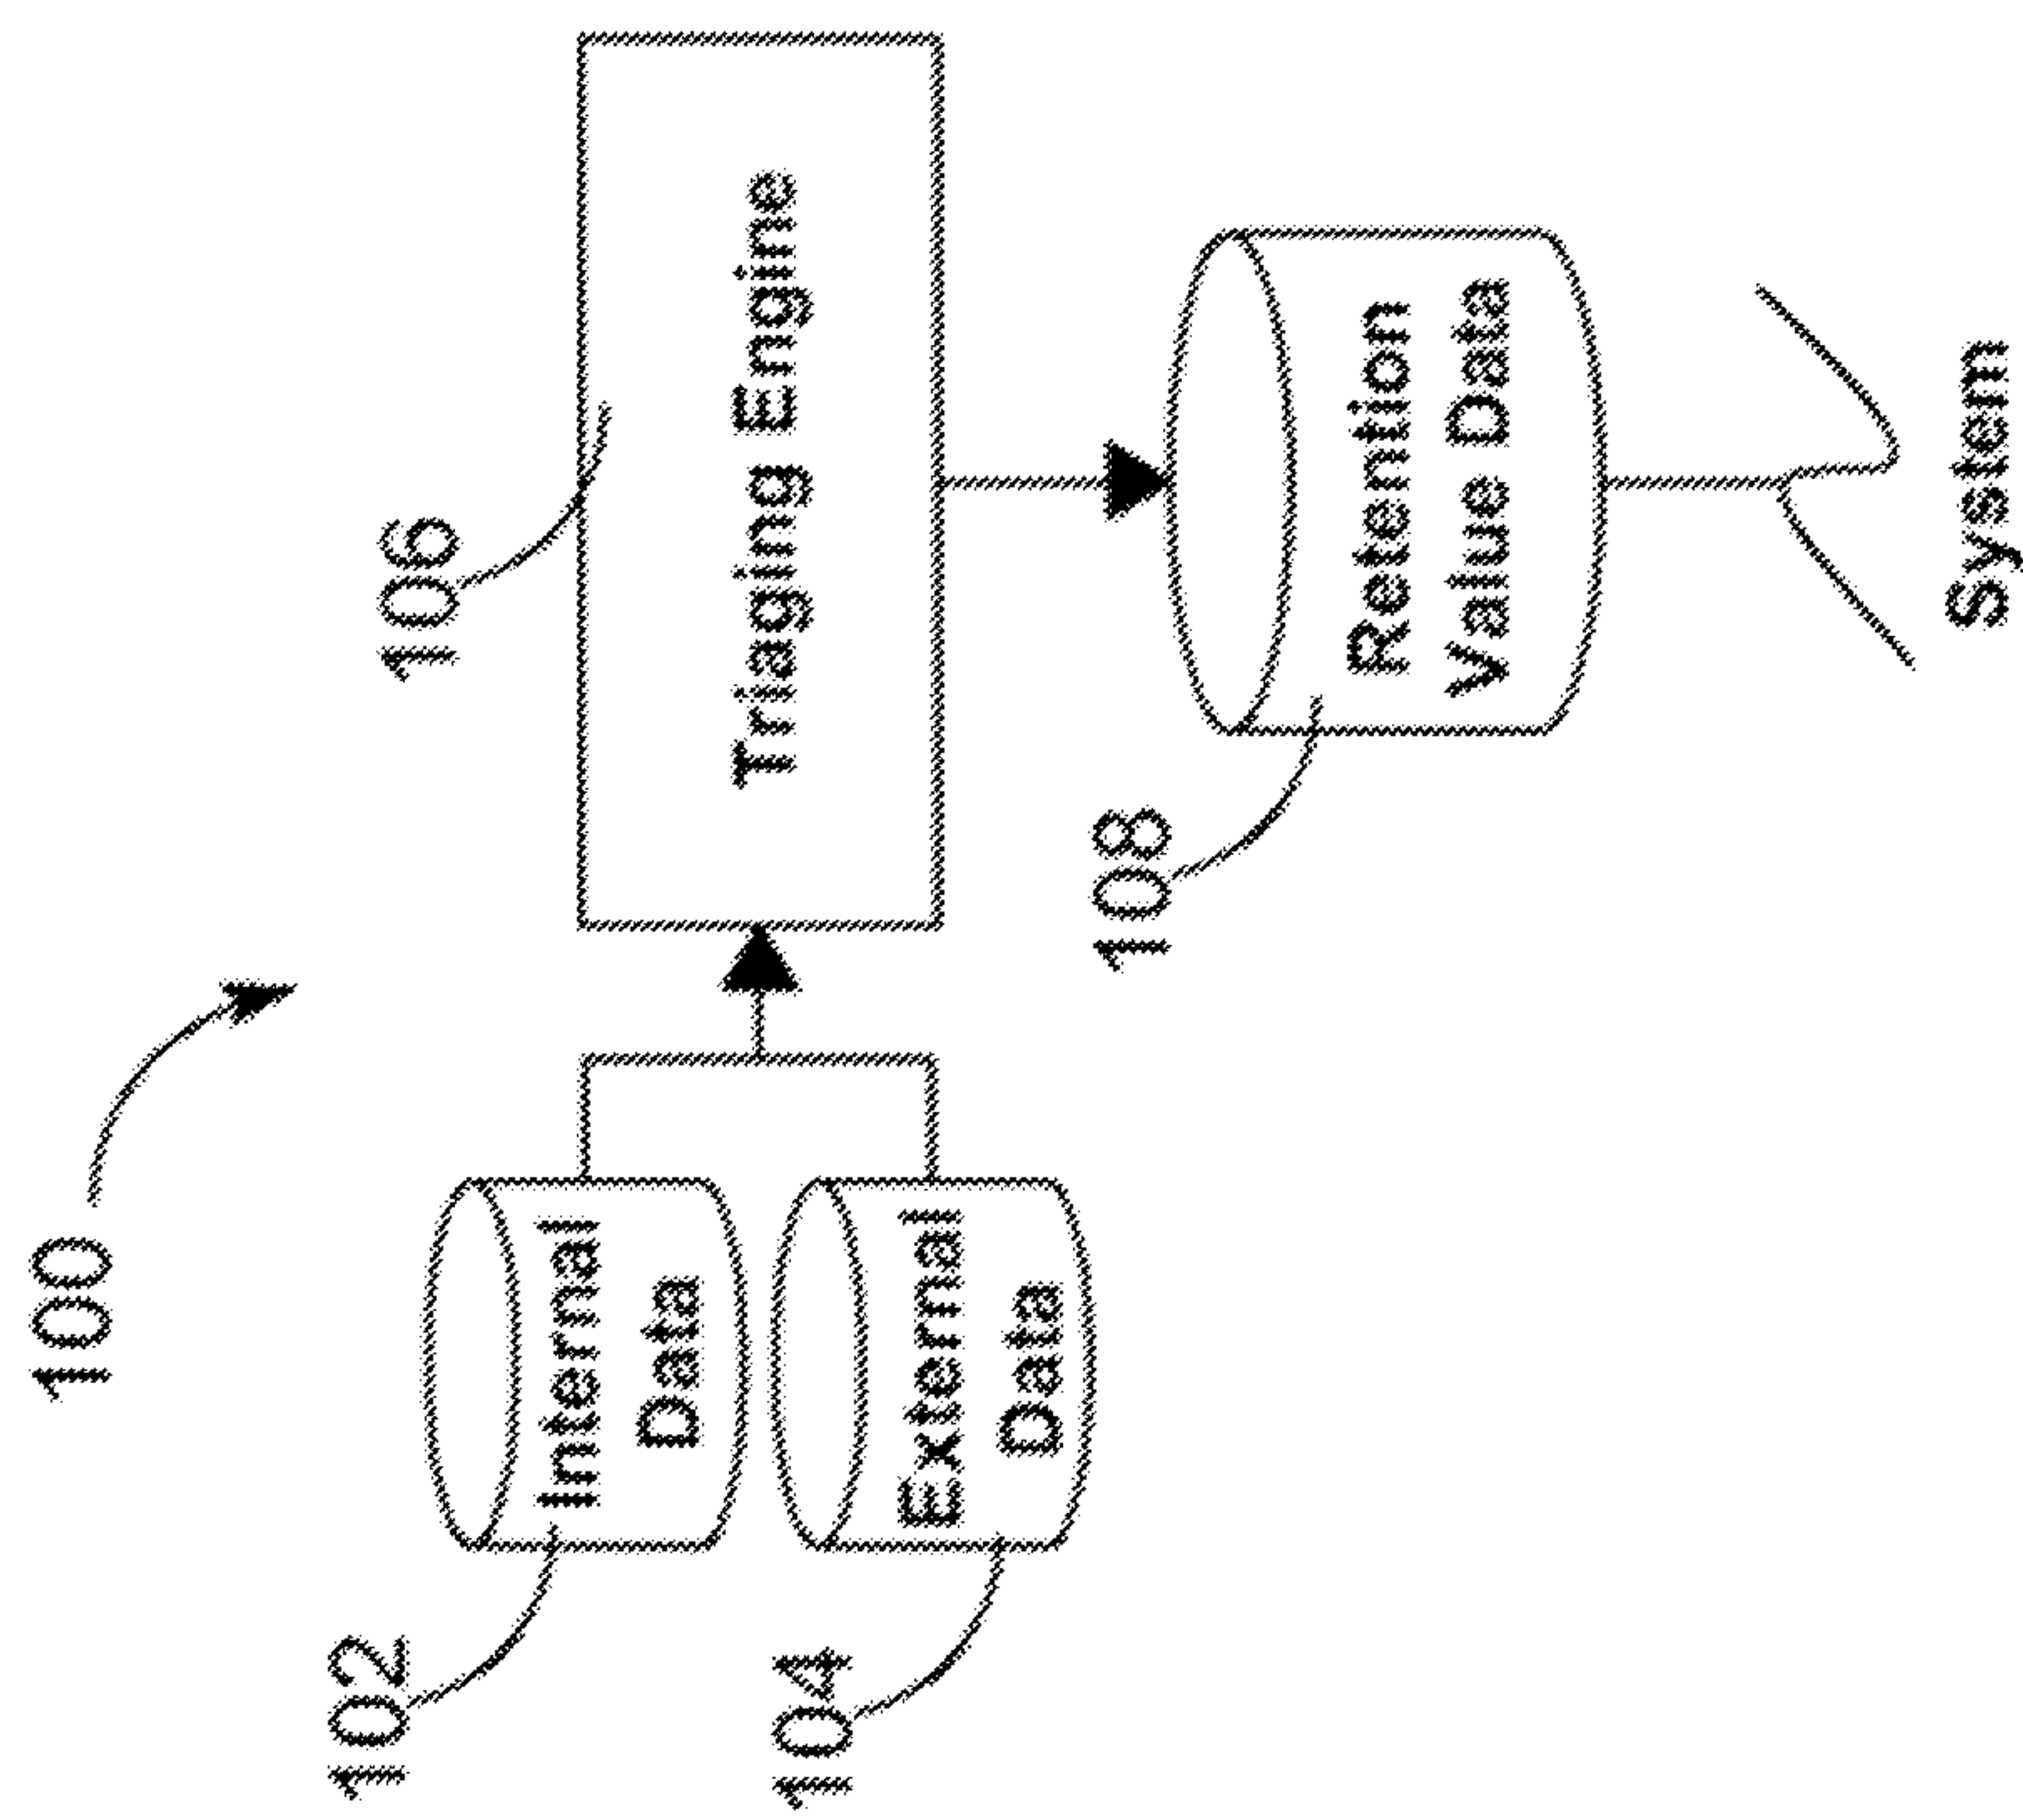 100
106
Triaging Engine
102
Internal
Data
104
External
Data
108
Retention
Value Data
System